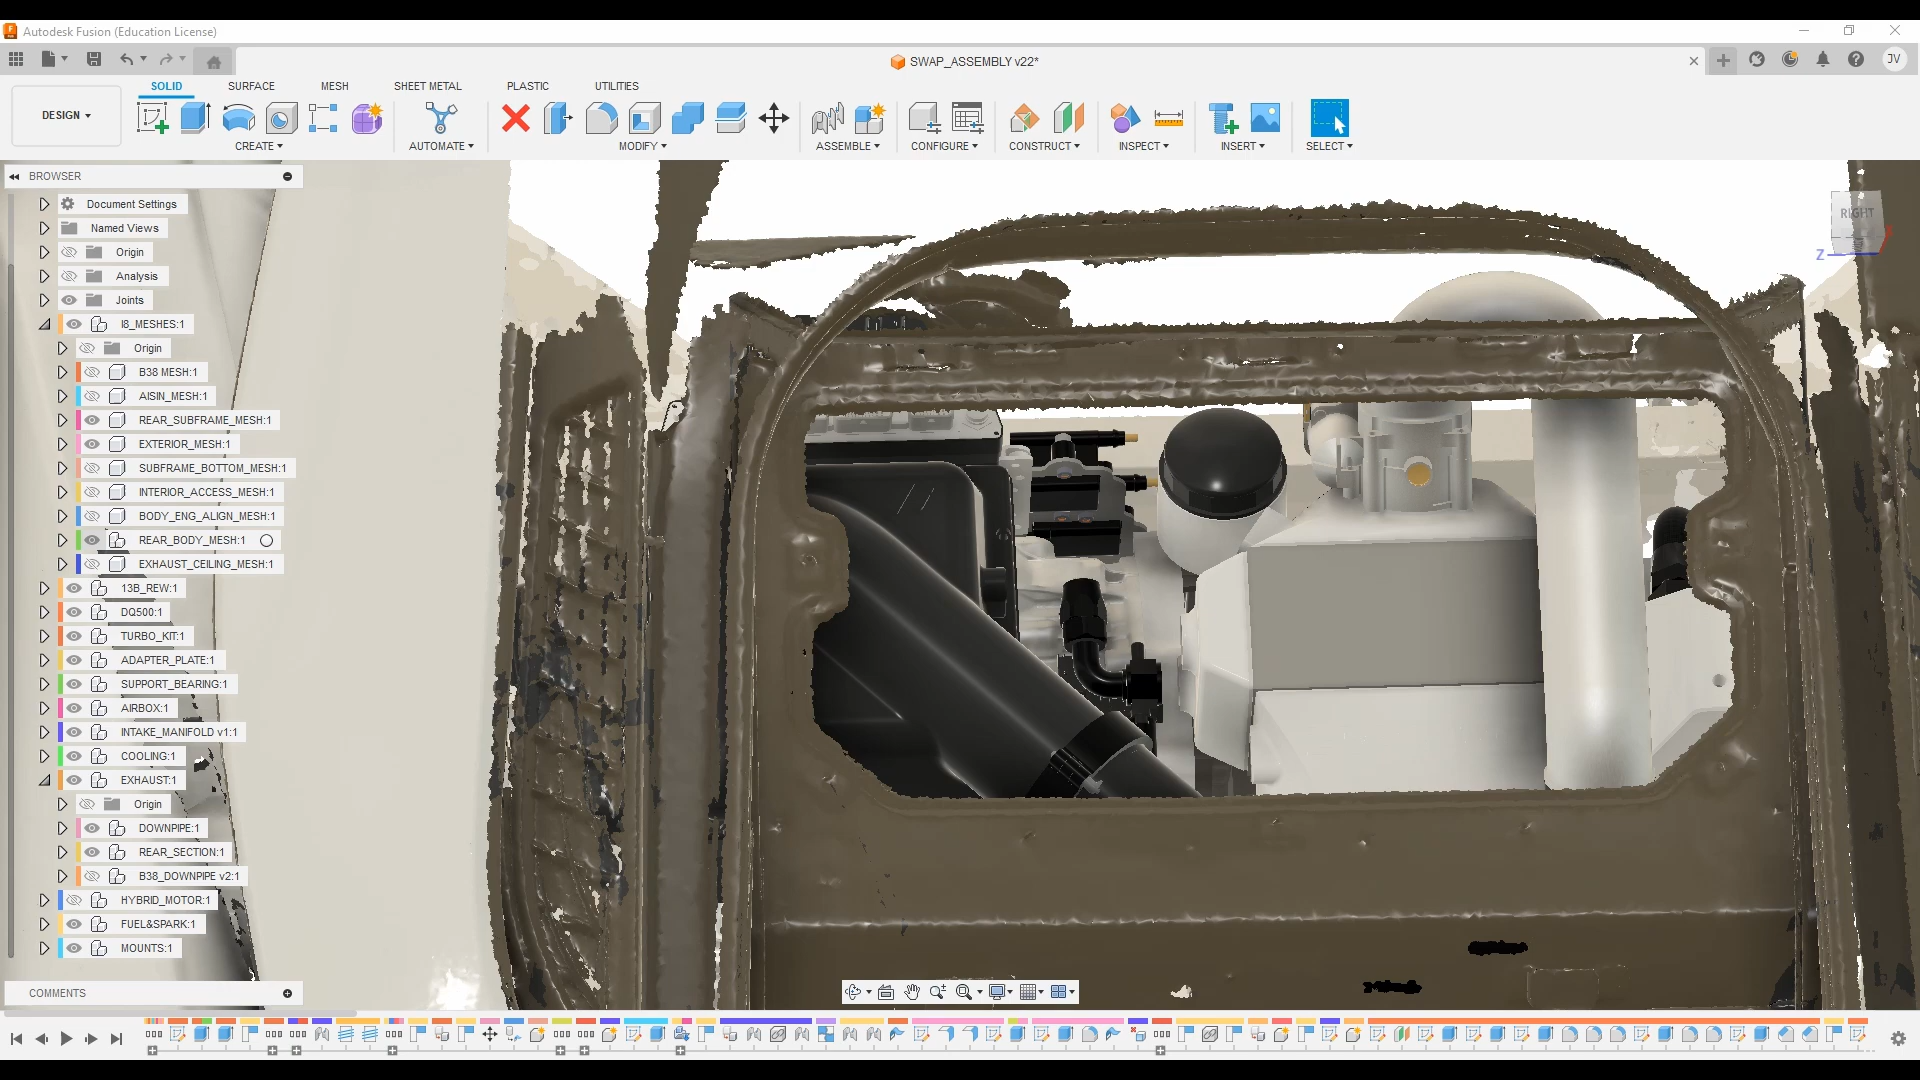 Autodesk Fusion (Education License)
SWAP_ASSEMBLY v22*
JV
DESIGN
SOLID
SURFACE
MESH
SHEET METAL
PLASTIC
UTILITIES
CREATE
AUTOMATE
MODIFY
ASSEMBLE
CONFIGURE
CONSTRUCT
INSPECT
INSERT
SELECT
BROWSER
Document Settings
Named Views
Origin
Analysis
Joints
I8_MESHES:1
Origin
B38 MESH:1
AISIN_MESH:1
REAR_SUBFRAME_MESH:1
EXTERIOR_MESH:1
SUBFRAME_BOTTOM_MESH:1
INTERIOR_ACCESS_MESH:1
BODY_ENG_ALIGN_MESH:1
REAR_BODY_MESH:1
EXHAUST_CEILING_MESH:1
13B_REW:1
DQ500:1
TURBO_KIT:1
ADAPTER_PLATE:1
SUPPORT_BEARING:1
AIRBOX:1
INTAKE_MANIFOLD v1:1
COOLING:1
EXHAUST:1
Origin
DOWNPIPE:1
REAR_SECTION:1
B38_DOWNPIPE v2:1
HYBRID_MOTOR:1
FUEL&SPARK:1
MOUNTS:1
COMMENTS
RIGHT
Z